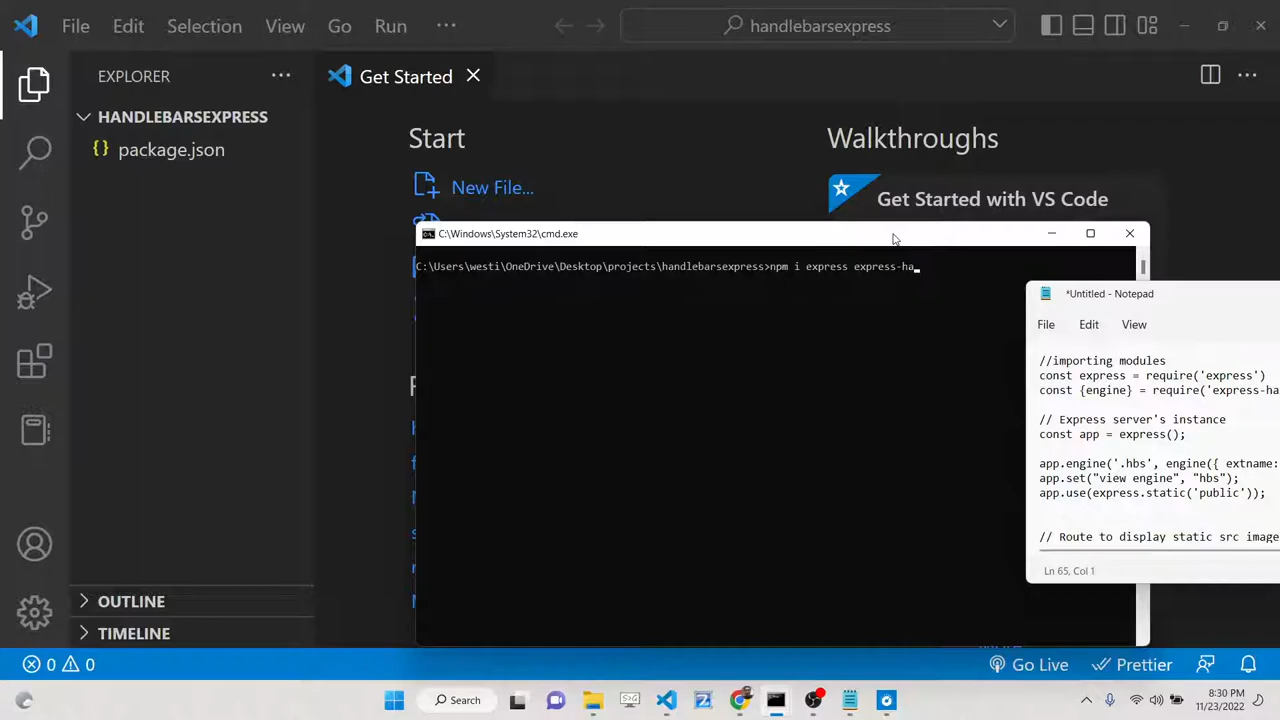 File Edit Selection View Go Run ···
handlebarsexpress
EXPLORER
HANDLEBARSEXPRESS
{} package.json
OUTLINE
TIMELINE
Get Started
Start
New File...
Walkthroughs
Get Started with VS Code
C:\Windows\System32\cmd.exe
C:\Users\westi\OneDrive\Desktop\projects\handlebarsexpress>npm i express express-ha
*Untitled - Notepad
File Edit View
//importing modules
const express = require('express')
const {engine} = require('express-ha
// Express server's instance
const app = express();
app.engine('.hbs', engine({ extname:
app.set("view engine", "hbs");
app.use(express.static('public'));
// Route to display static src image
Ln 65, Col 1
0 0
Go Live
Prettier
Search
8:30 PM
11/23/2022